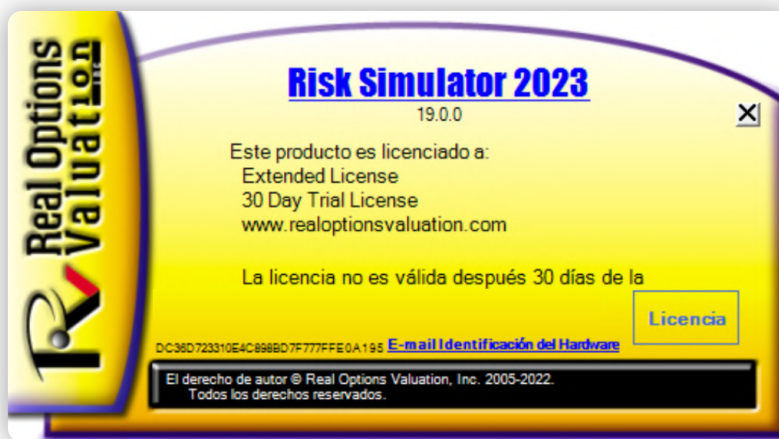 Real Options
Valuation
INC
Risk Simulator 2023
19.0.0
Este producto es licenciado a:
Extended License
30 Day Trial License
www.realoptionsvaluation.com
La licencia no es válida después 30 días de la
Licencia
DC36D723310E4C898BD7F777FFE0A195 E-mail Identificación del Hardware
El derecho de autor © Real Options Valuation, Inc. 2005-2022.
Todos los derechos reservados.